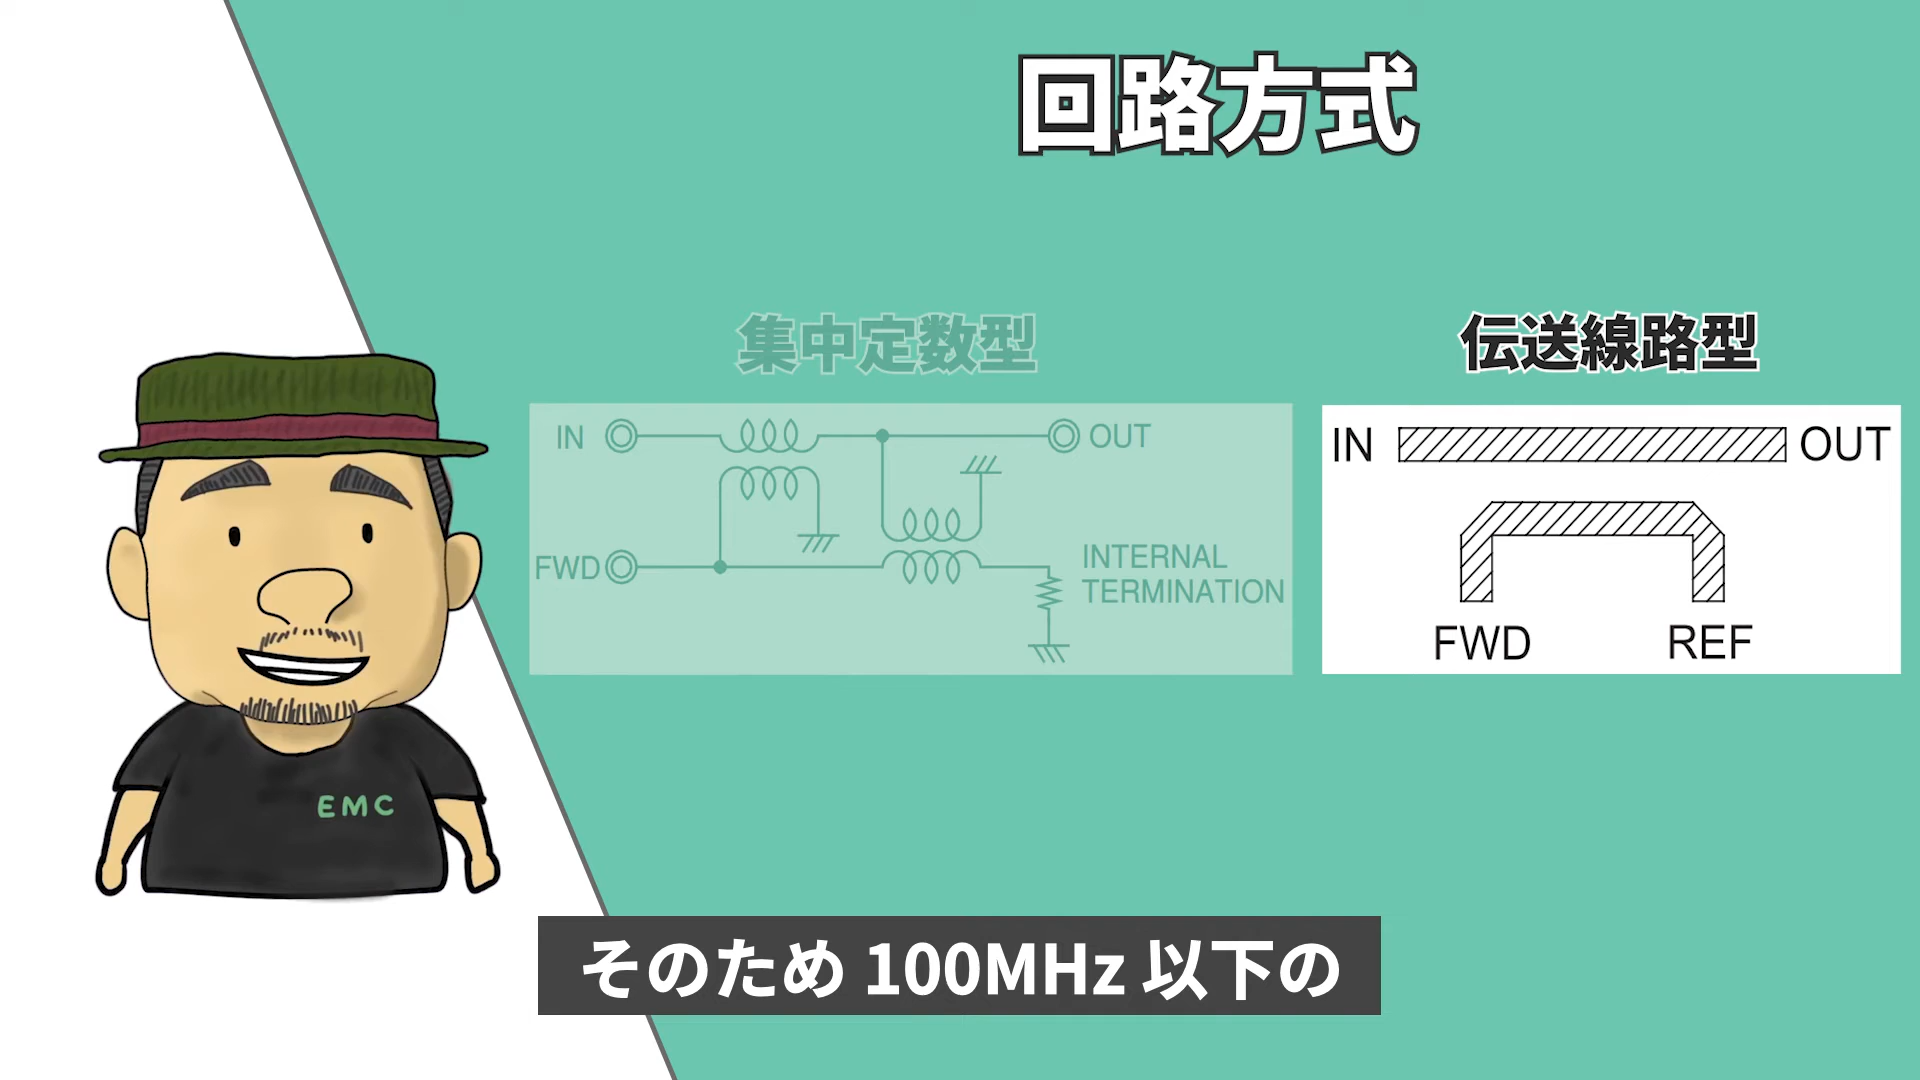 回路方式
集中定数型
伝送線路型
IN
OUT
FWD
INTERNAL
TERMINATION
IN
OUT
FWD
REF
EMC
そのため 100MHz 以下の